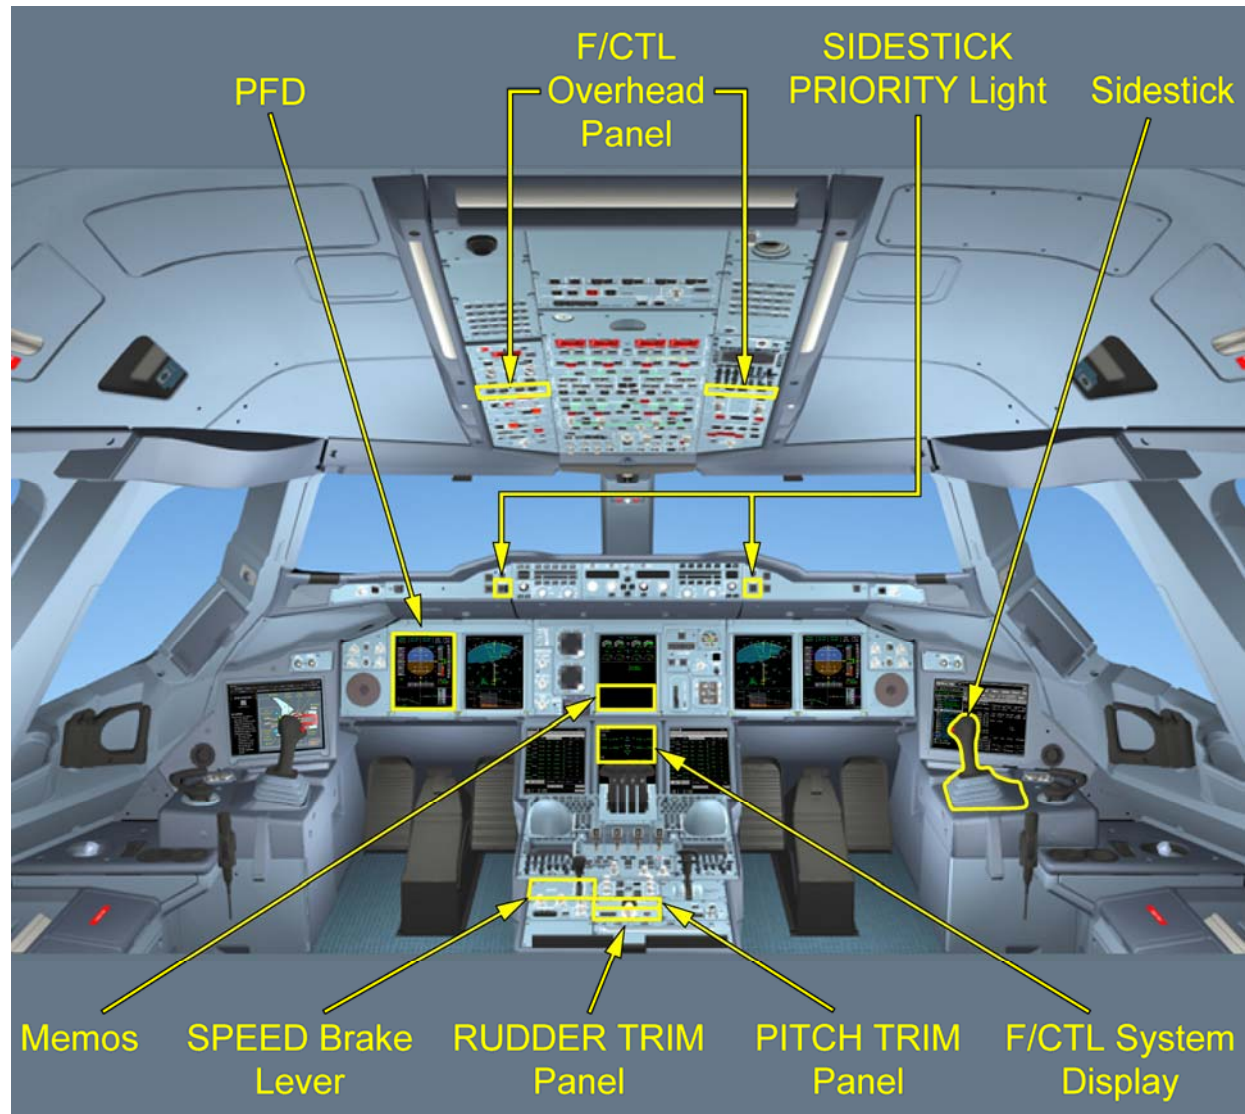 PFD
F/CTL
Overhead
Panel
SIDESTICK
PRIORITY Light
Sidestick
Memos
SPEED Brake
Lever
RUDDER TRIM
Panel
PITCH TRIM
Panel
F/CTL System
Display